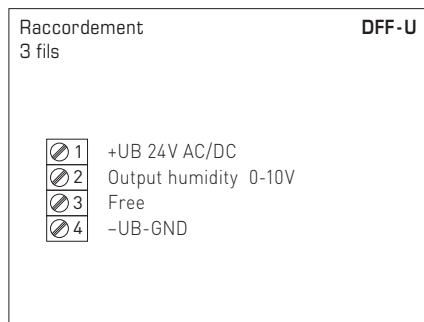 Raccordement DFF-U
3 fils
1 +UB 24V AC/DC
2 Output humidity 0-10V
3 Free
4 –UB-GND